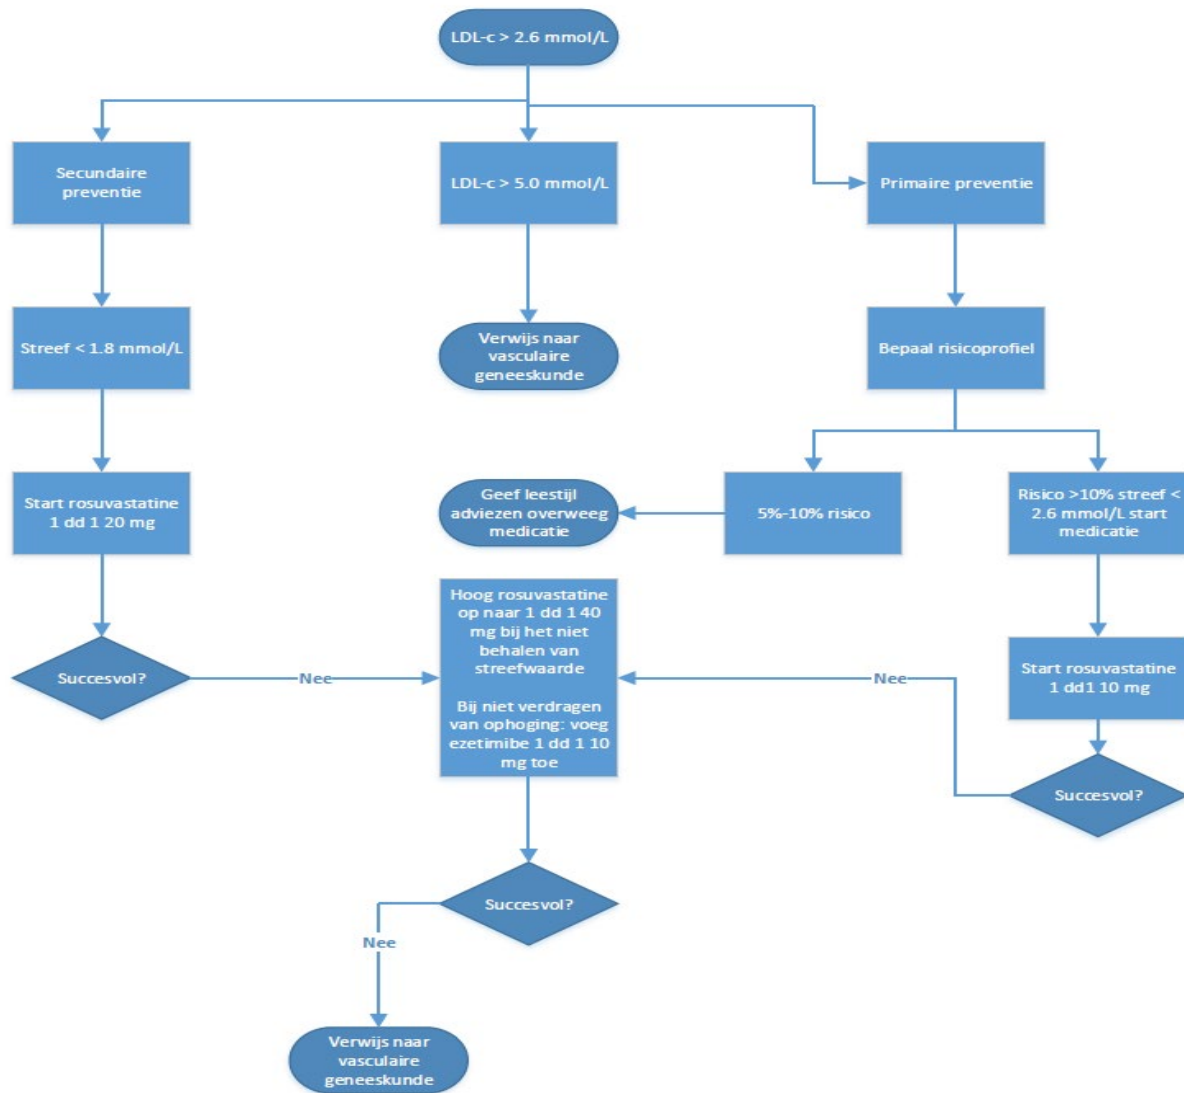 LDL-c > 2.6 mmol/L
Secundaire
preventie
LDL-c > 5.0 mmol/L
Primaire preventie
Streef < 1.8 mmol/L
Verwijs naar
vasculaire
geneeskunde
Bepaal risicoprofiel
Start rosuvastatine
1 dd 1 20 mg
Geef leestijl
adviezen overweeg
medicatie
5%-10% risico
Risico >10% streef <
2.6 mmol/L start
medicatie
Hoog rosuvastatine
op naar 1 dd 1 40
mg bij het niet
behalen van
streefwaarde
Bij niet verdragen
van ophoging: voeg
ezetimibe 1 dd 1 10
mg toe
Succesvol?
Nee
Nee
Start rosuvastatine
1 dd1 10 mg
Succesvol?
Succesvol?
Nee
Verwijs naar
vasculaire
geneeskunde